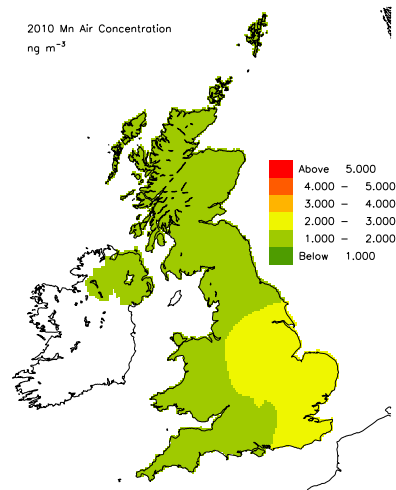 2010 Mn Air Concentration
ng m⁻³
Above 5.000
4.000 – 5.000
3.000 – 4.000
2.000 – 3.000
1.000 – 2.000
Below 1.000